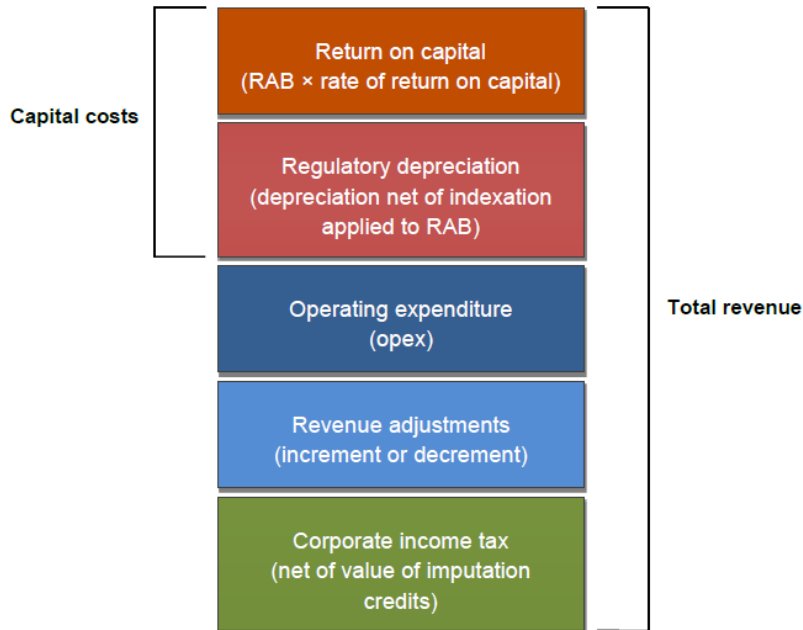 Return on capital
(RAB × rate of return on capital)
Capital costs
Regulatory depreciation
(depreciation net of indexation
applied to RAB)
Operating expenditure
(opex)
Total revenue
Revenue adjustments
(increment or decrement)
Corporate income tax
(net of value of imputation
credits)